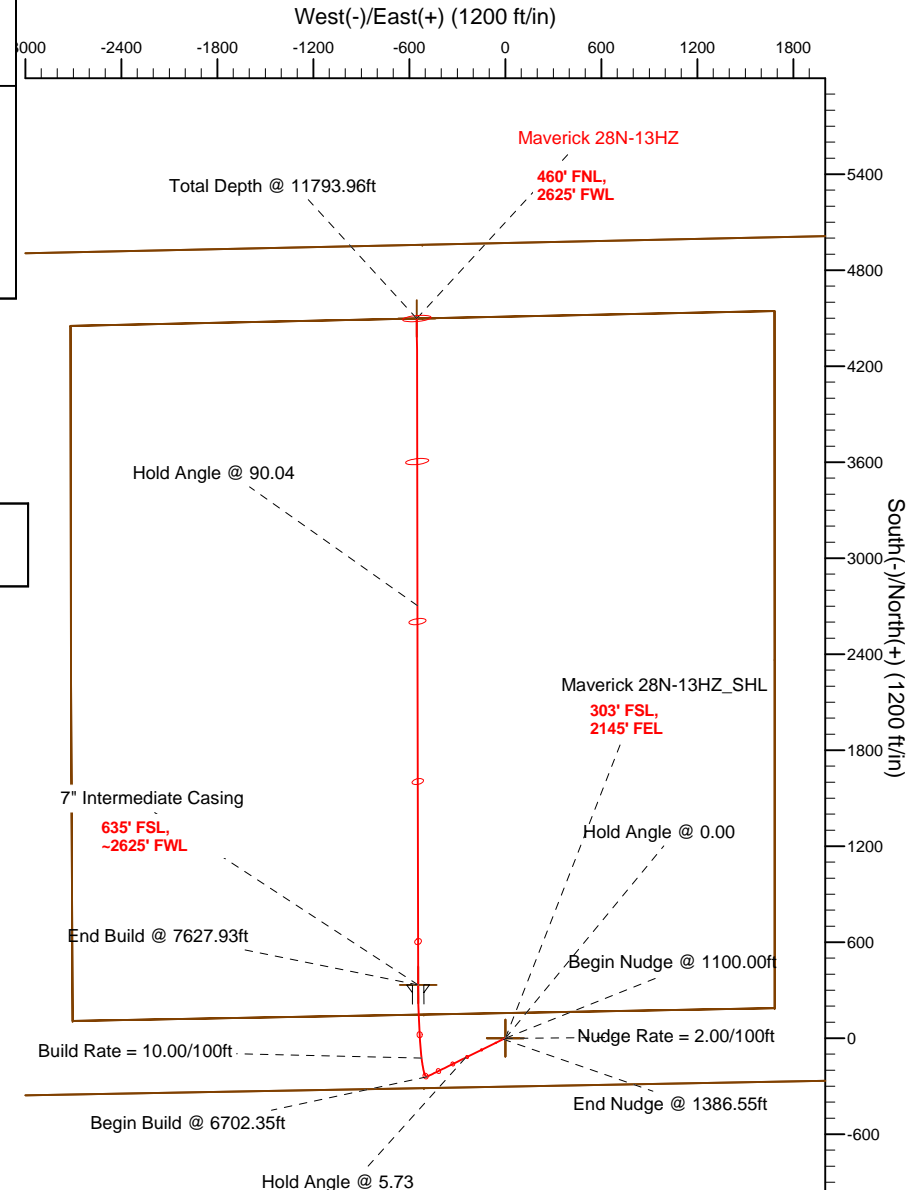 West(-)/East(+) (1200 ft/in)
-2400 -1800 -1200 -600 0 600 1200 1800
Maverick 28N-13HZ
460' FNL,
2625' FWL
Total Depth @ 11793.96ft
5400
4800
4200
Hold Angle @ 90.04
3600
3000
South(-)/North(+) (1200 ft/in)
2400
Maverick 28N-13HZ_SHL
303' FSL,
2145' FEL
1800
7" Intermediate Casing
635' FSL,
~2625' FWL
Hold Angle @ 0.00
1200
End Build @ 7627.93ft
600
Begin Nudge @ 1100.00ft
Nudge Rate = 2.00/100ft
0
Build Rate = 10.00/100ft
End Nudge @ 1386.55ft
Begin Build @ 6702.35ft
-600
Hold Angle @ 5.73